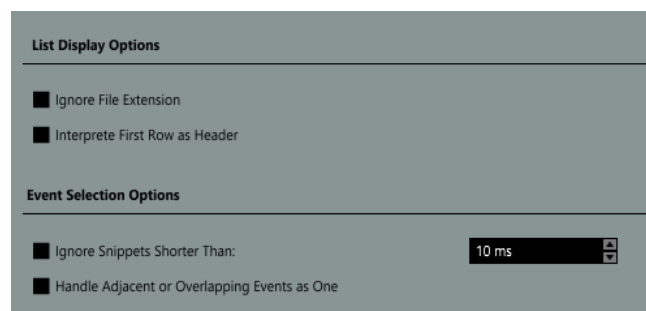 List Display Options
Ignore File Extension
Interprete First Row as Header
Event Selection Options
Ignore Snippets Shorter Than: 10 ms
Handle Adjacent or Overlapping Events as One